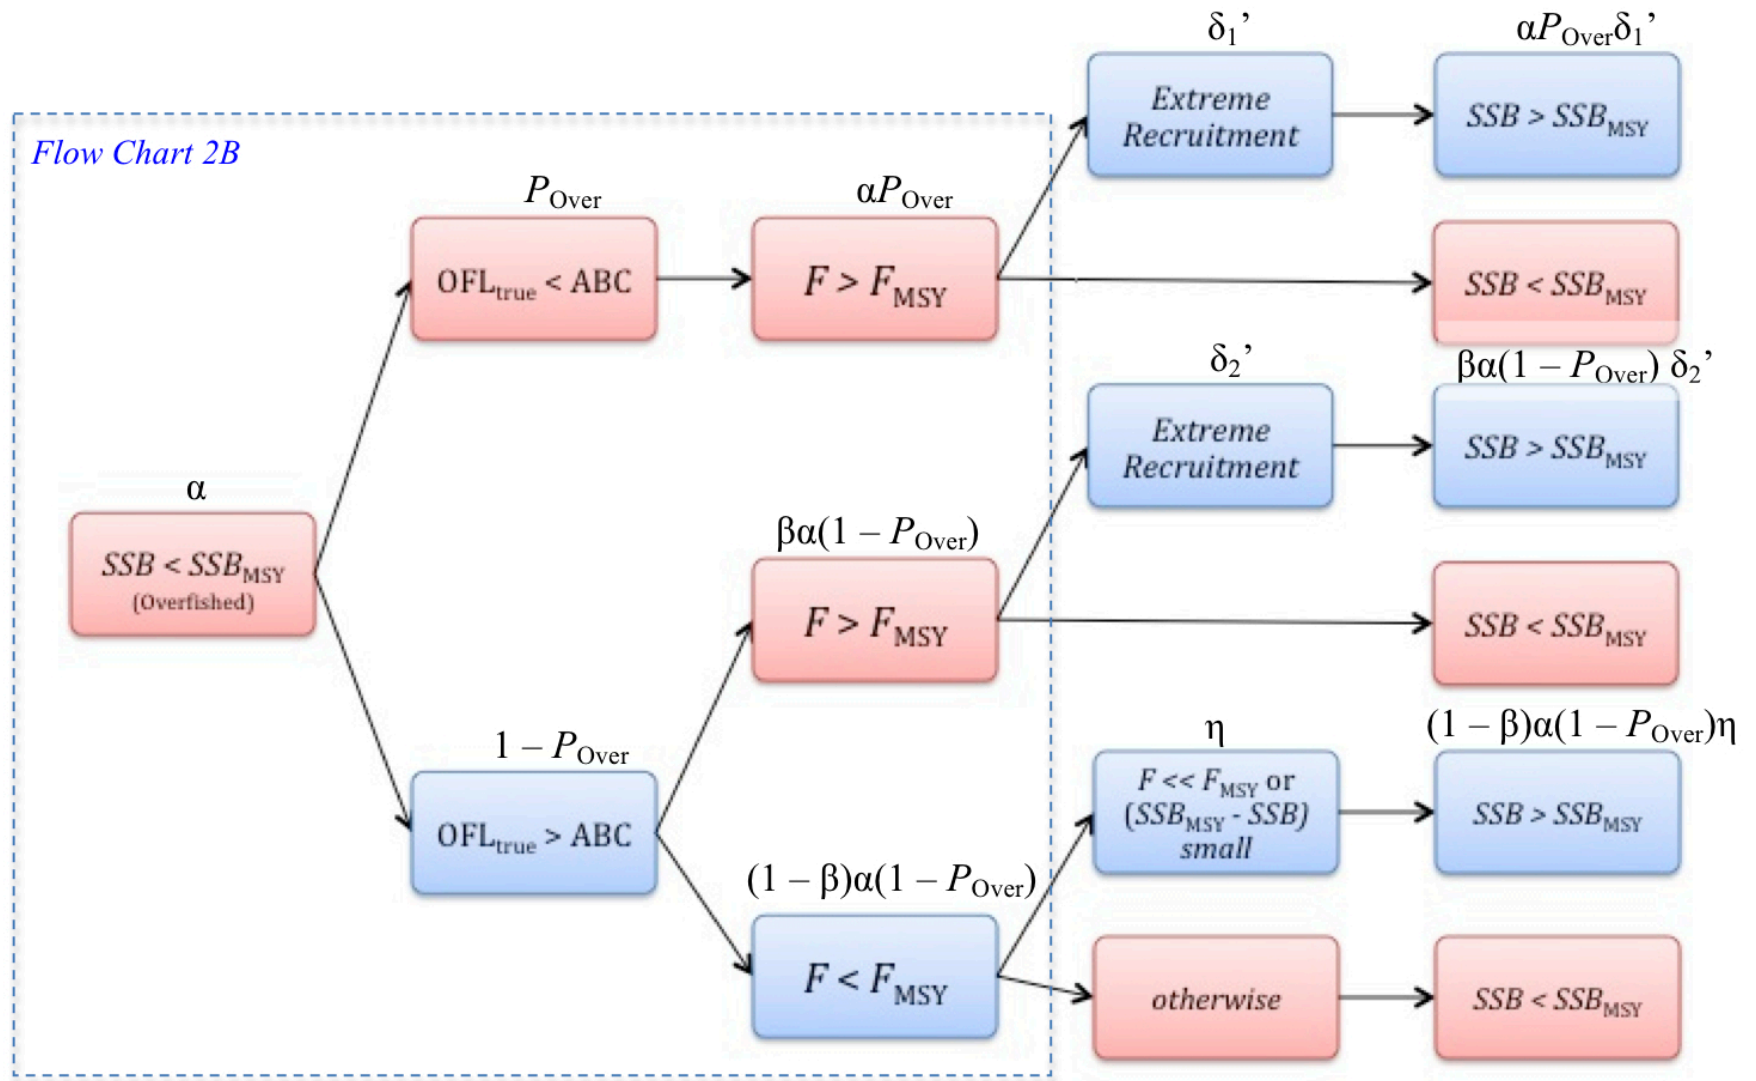 δ₁’
αP_Overδ₁’
Extreme
Recruitment
SSB > SSB_MSY
Flow Chart 2B
P_Over
αP_Over
OFL_true < ABC
F > F_MSY
SSB < SSB_MSY
δ₂’
βα(1 – P_Over) δ₂’
Extreme
Recruitment
SSB > SSB_MSY
α
SSB < SSB_MSY
(Overfished)
βα(1 – P_Over)
F > F_MSY
SSB < SSB_MSY
1 – P_Over
OFL_true > ABC
η
(1 – β)α(1 – P_Over)η
F << F_MSY or
(SSB_MSY - SSB)
small
SSB > SSB_MSY
(1 – β)α(1 – P_Over)
F < F_MSY
otherwise
SSB < SSB_MSY